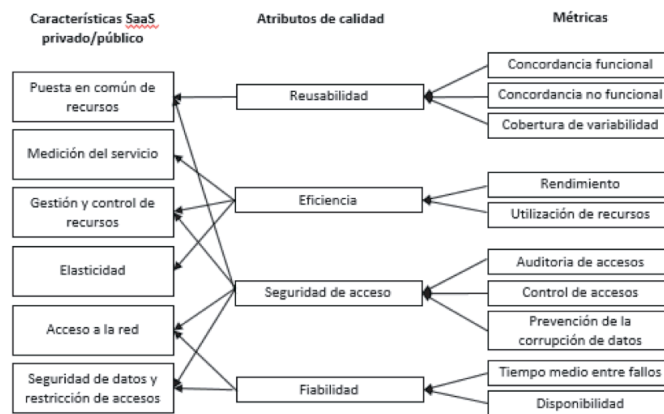 Características SaaS
privado/público
Atributos de calidad
Métricas
Puesta en común de
recursos
Medición del servicio
Gestión y control de
recursos
Elasticidad
Acceso a la red
Seguridad de datos y
restricción de accesos
Reusabilidad
Eficiencia
Seguridad de acceso
Fiabilidad
Concordancia funcional
Concordancia no funcional
Cobertura de variabilidad
Rendimiento
Utilización de recursos
Auditoria de accesos
Control de accesos
Prevención de la
corrupción de datos
Tiempo medio entre fallos
Disponibilidad